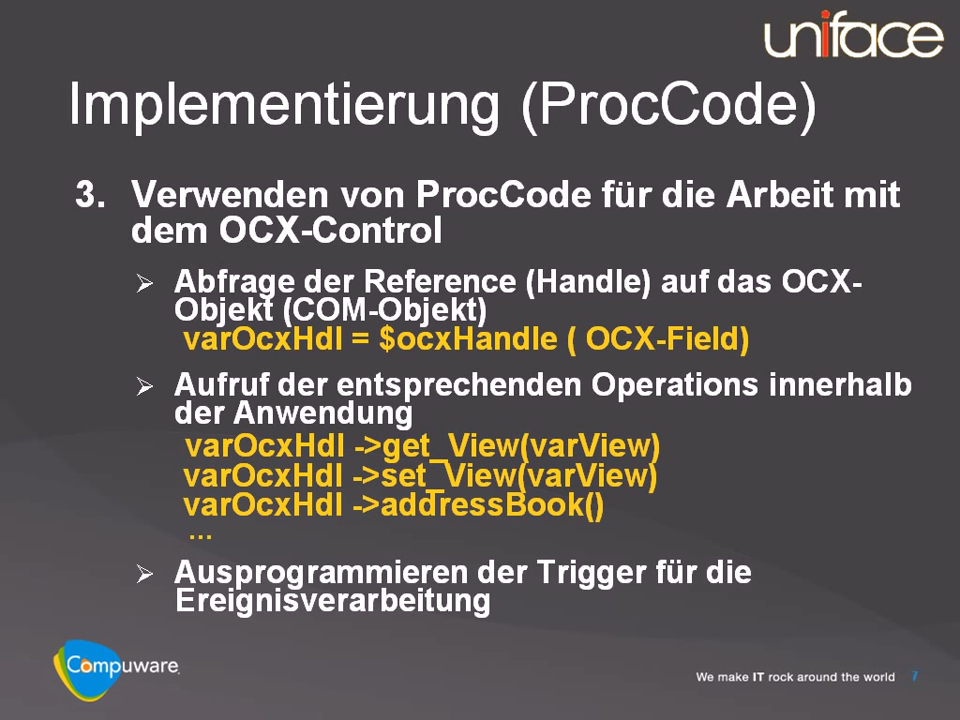 uniface
Implementierung (ProcCode)
3. Verwenden von ProcCode für die Arbeit mit
dem OCX-Control
Abfrage der Reference (Handle) auf das OCX-
Objekt (COM-Objekt)
varOcxHdl = $ocxHandle ( OCX-Field)
Aufruf der entsprechenden Operations innerhalb
der Anwendung
varOcxHdl ->get_View(varView)
varOcxHdl ->set_View(varView)
varOcxHdl ->addressBook()
...
Ausprogrammieren der Trigger für die
Ereignisverarbeitung
Compuware
We make IT rock around the world 7